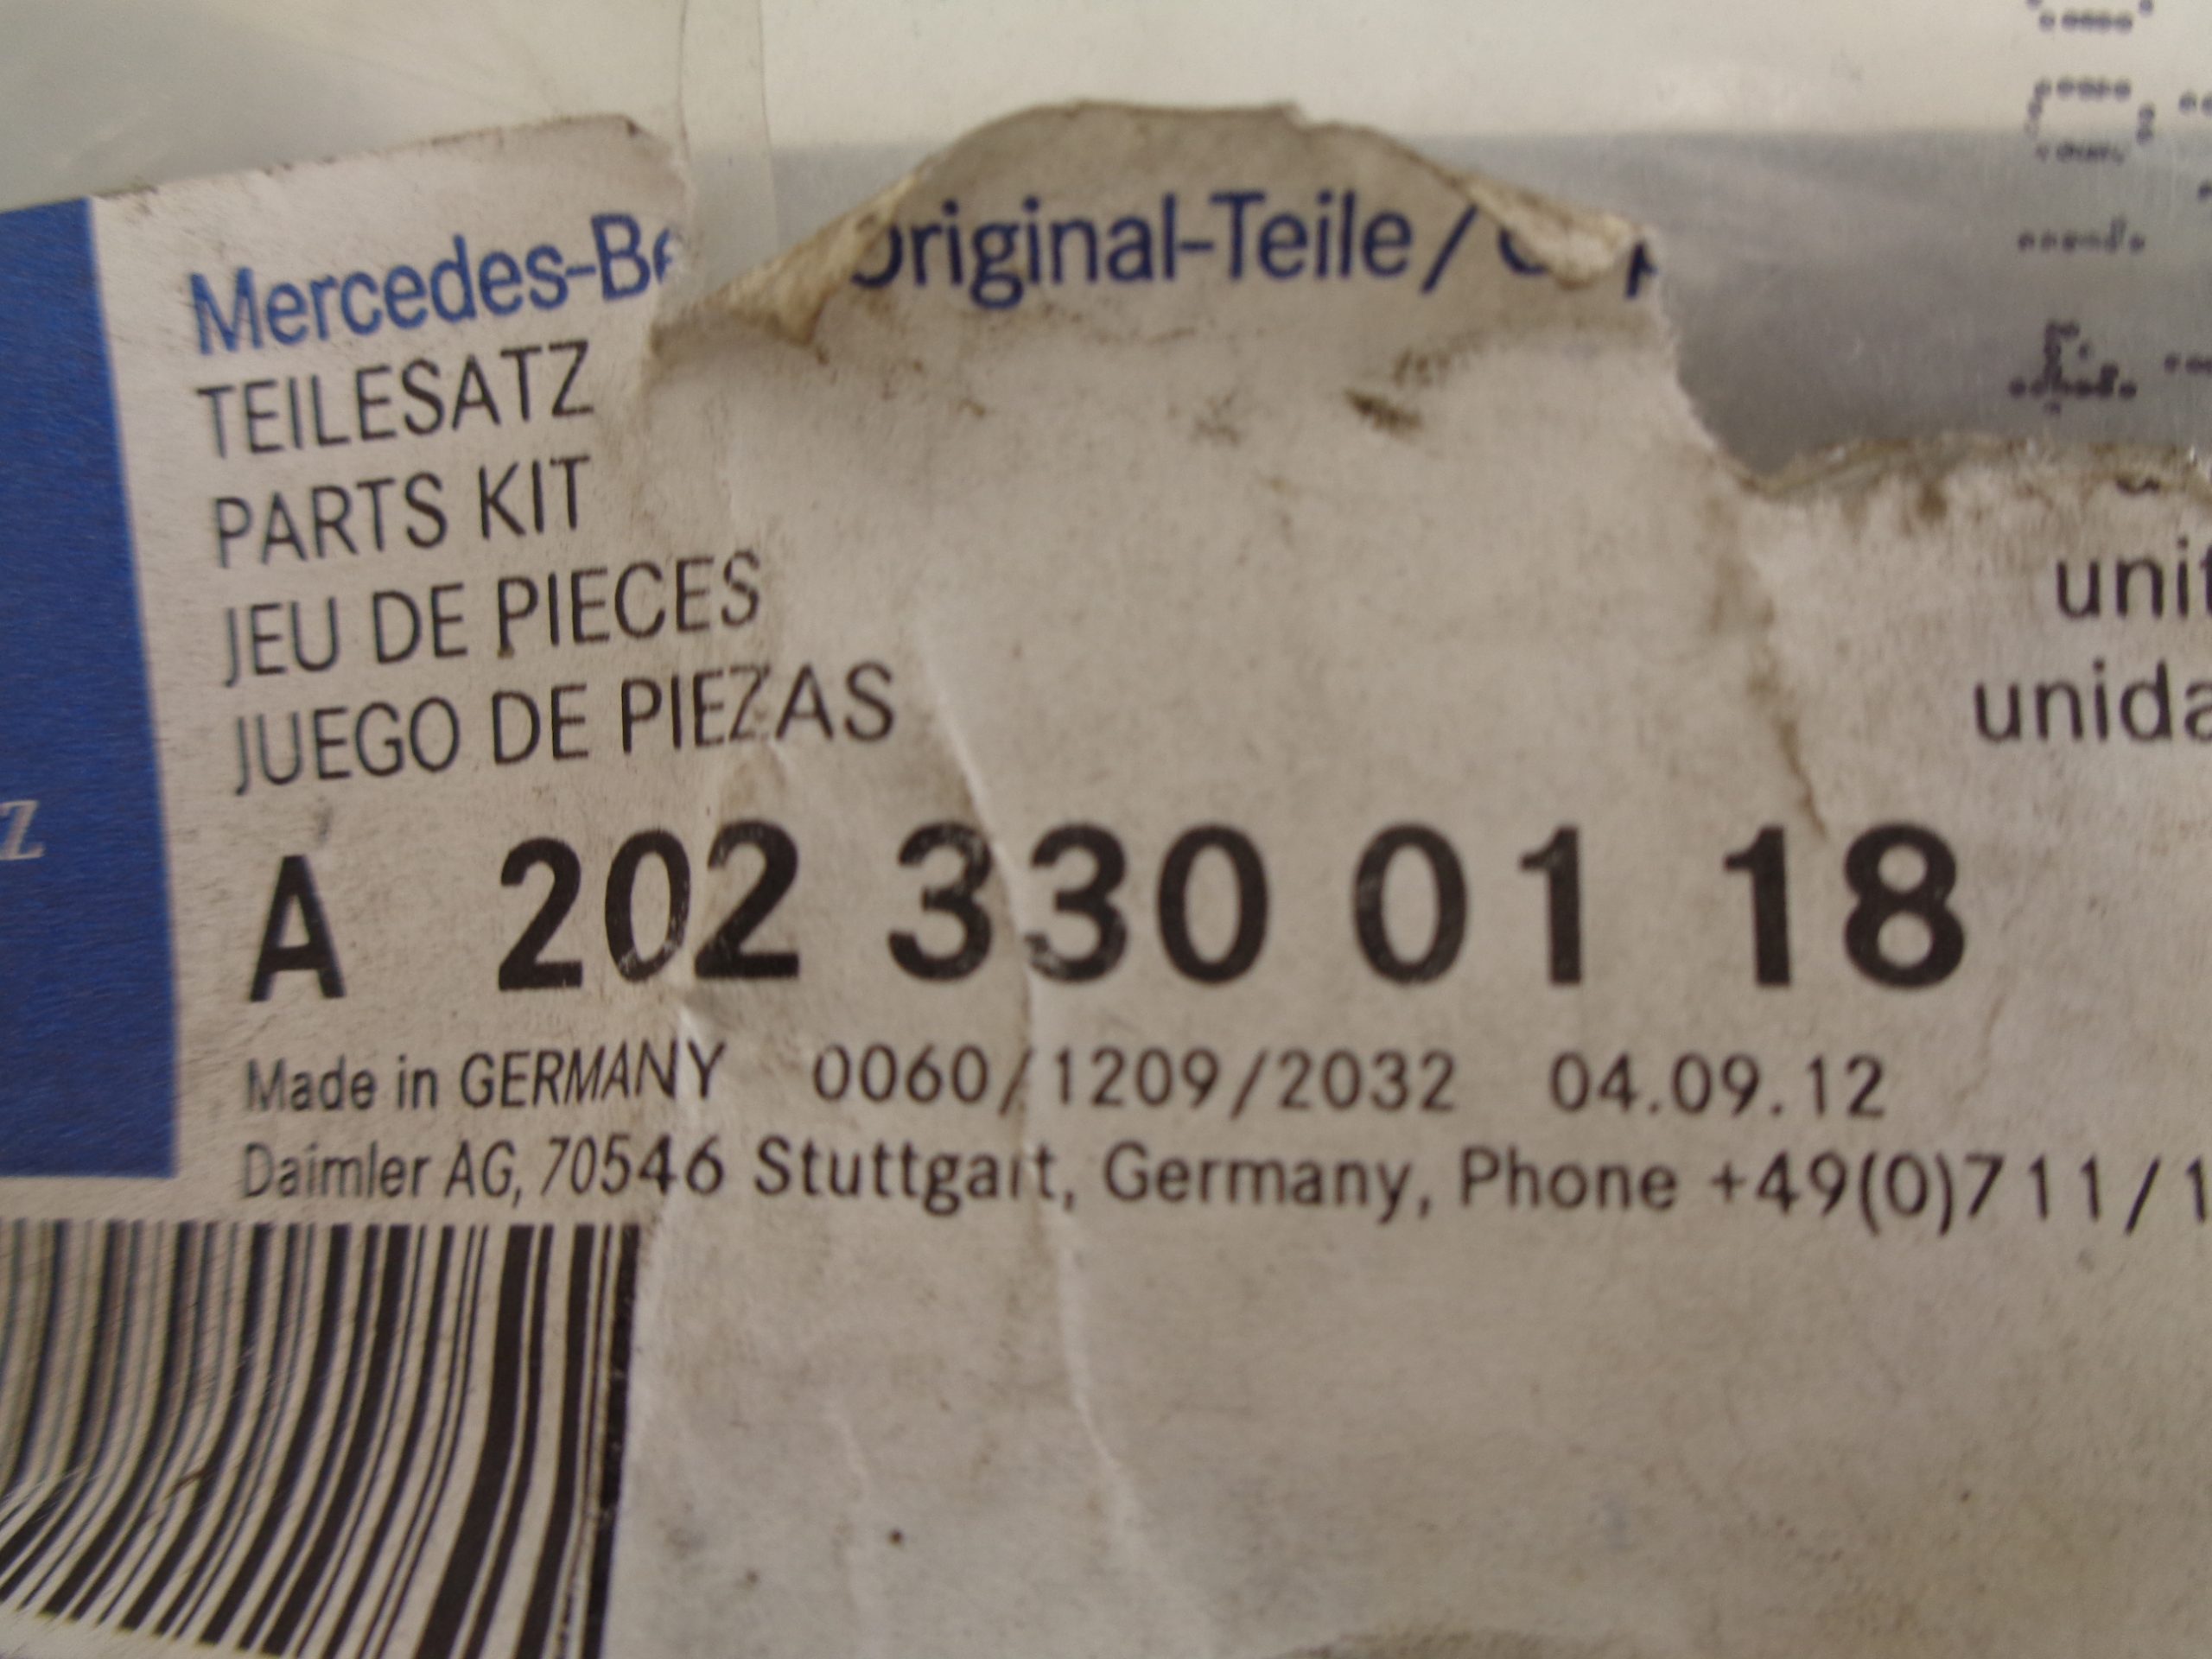 Mercedes-Be Original-Teile /
TEILESATZ
PARTS KIT
JEU DE PIECES
unit
JUEGO DE PIEZAS
unida
Z
A 202 330 01 18
Made in GERMANY 0060/1209/2032 04.09.12
Daimler AG, 70546 Stuttgart, Germany, Phone +49(0)711/1